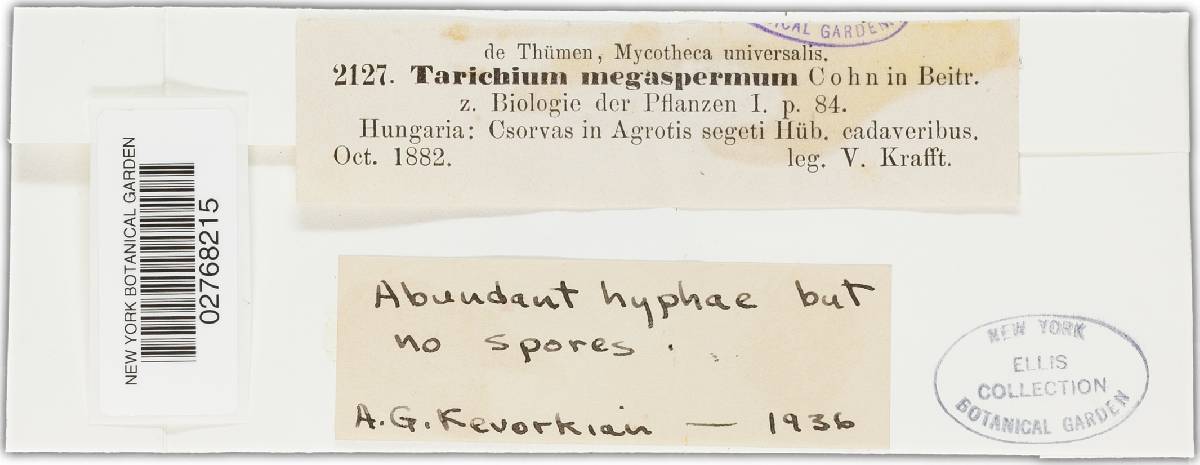 ICAL GARDEN
de Thümen, Mycotheca universalis.
2127. Tarichium megaspermum Cohn in Beitr.
z. Biologie der Pflanzen I. p. 84.
Hungaria: Csorvas in Agrotis segeti Hüb. cadaveribus.
Oct. 1882. leg. V. Krafft.
NEW YORK BOTANICAL GARDEN
02768215
Abundant hyphae but
no spores.
A.G. Kevorkian — 1936
NEW YORK
ELLIS
COLLECTION
BOTANICAL GARDEN